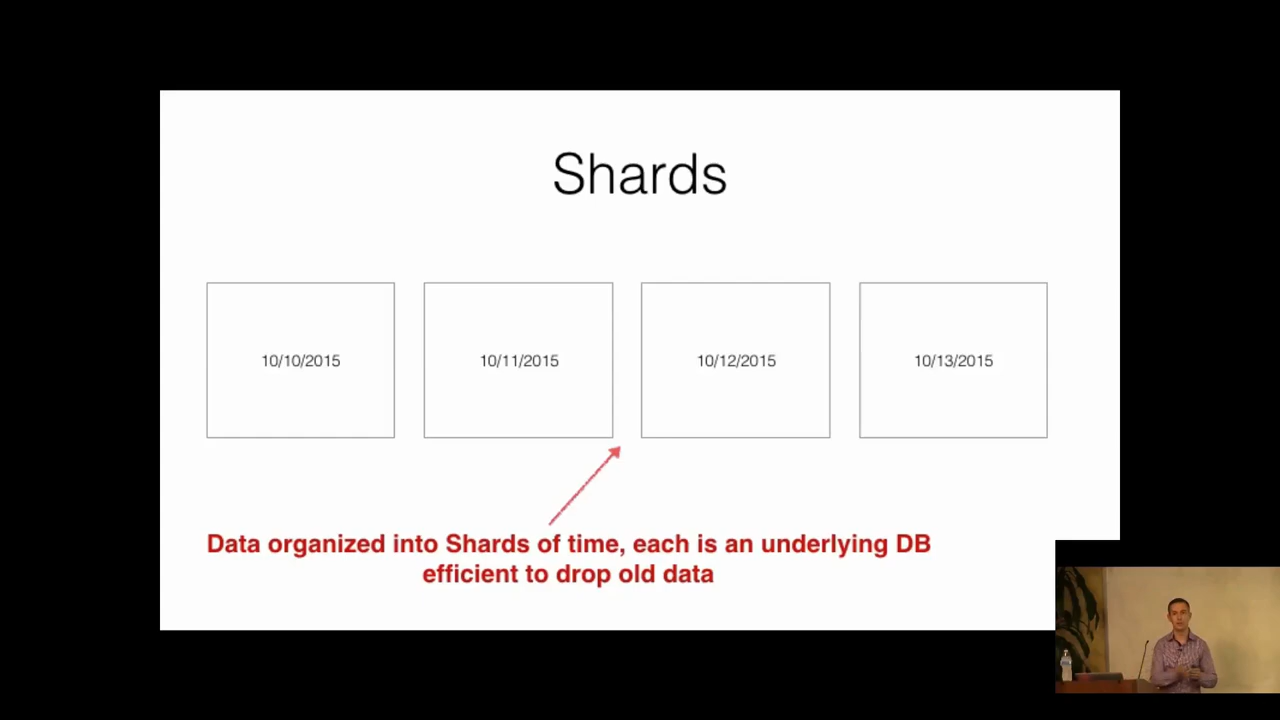 Shards
10/10/2015
10/11/2015
10/12/2015
10/13/2015
Data organized into Shards of time, each is an underlying DB
efficient to drop old data